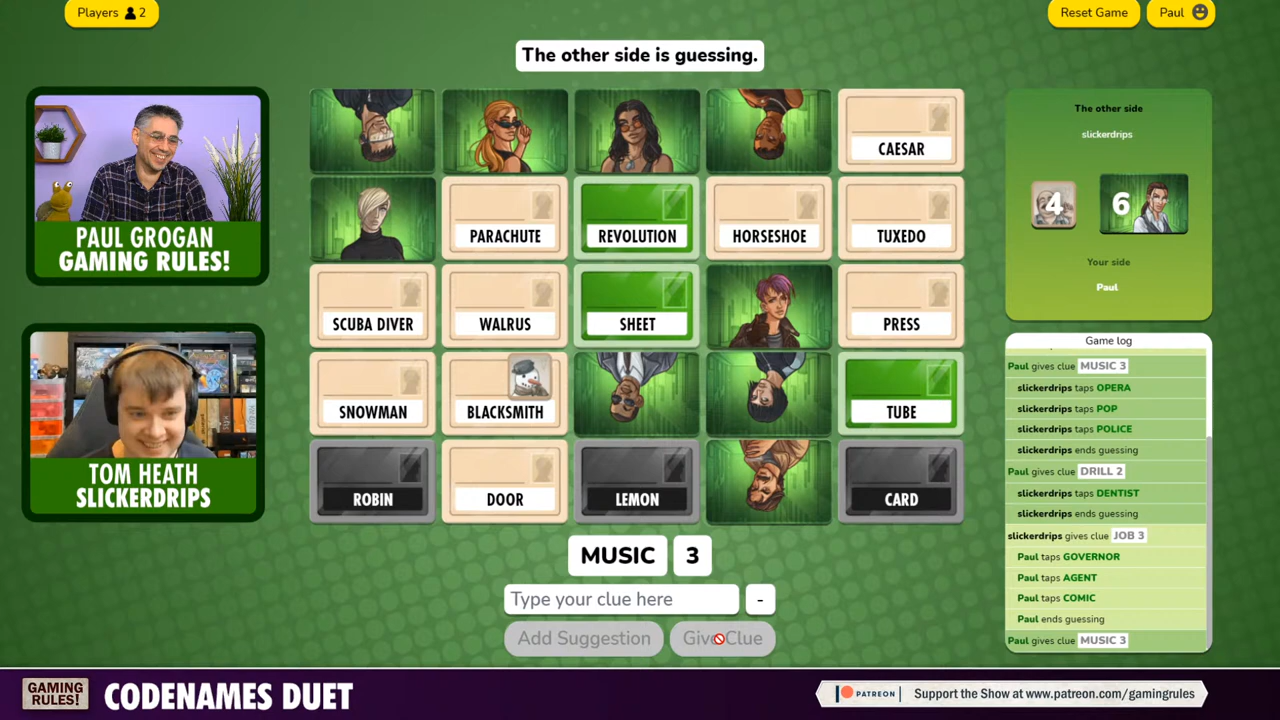 Players 2
Reset Game
Paul
The other side is guessing.
PAUL GROGAN
GAMING RULES!
TOM HEATH
SLICKERDRIPS
CAESAR
PARACHUTE
REVOLUTION
HORSESHOE
TUXEDO
SCUBA DIVER
WALRUS
SHEET
PRESS
SNOWMAN
BLACKSMITH
TUBE
ROBIN
DOOR
LEMON
CARD
MUSIC 3
Type your clue here -
Add Suggestion
Give Clue
The other side
slickerdrips
4 6
Your side
Paul
Game log
Paul gives clue MUSIC 3
slickerdrips taps OPERA
slickerdrips taps POP
slickerdrips taps POLICE
slickerdrips ends guessing
Paul gives clue DRILL 2
slickerdrips taps DENTIST
slickerdrips ends guessing
slickerdrips gives clue JOB 3
Paul taps GOVERNOR
Paul taps AGENT
Paul taps COMIC
Paul ends guessing
Paul gives clue MUSIC 3
GAMING
RULES!
CODENAMES DUET
PATREON
Support the Show at www.patreon.com/gamingrules